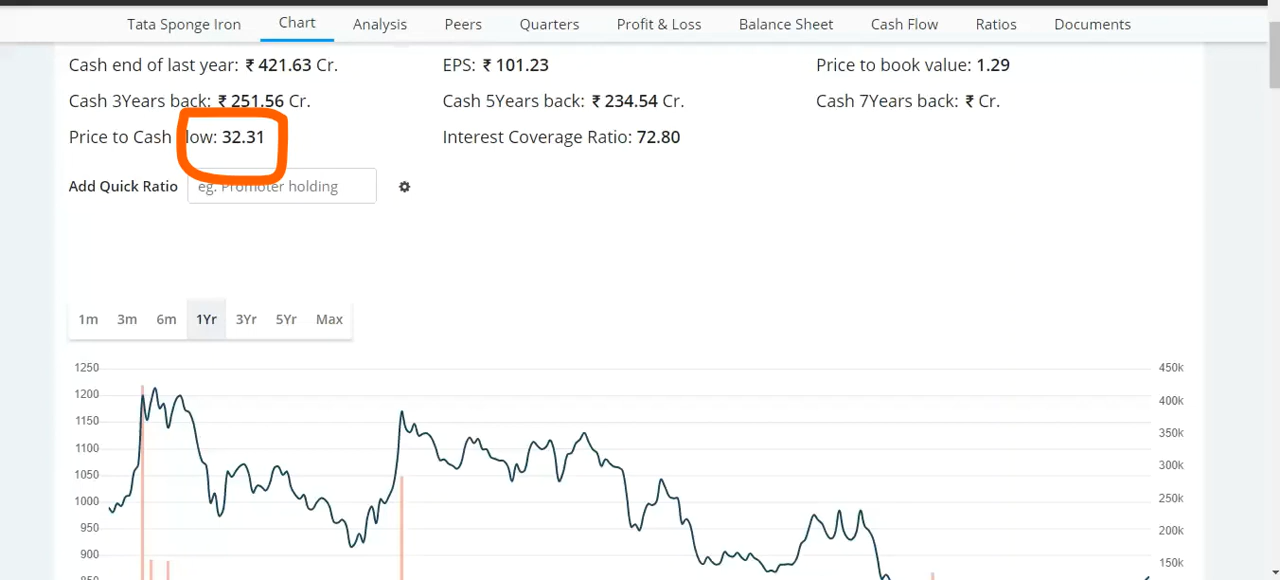 Tata Sponge Iron Chart Analysis Peers Quarters Profit & Loss Balance Sheet Cash Flow Ratios Documents
Cash end of last year: ₹ 421.63 Cr. EPS: ₹ 101.23 Price to book value: 1.29
Cash 3Years back: ₹ 251.56 Cr. Cash 5Years back: ₹ 234.54 Cr. Cash 7Years back: ₹ Cr.
Price to Cash low: 32.31 Interest Coverage Ratio: 72.80
Add Quick Ratio eg. Promoter holding
1m 3m 6m 1Yr 3Yr 5Yr Max
1250 450k
1200 400k
1150 350k
1100 300k
1050
1000 250k
950 200k
900 150k
850